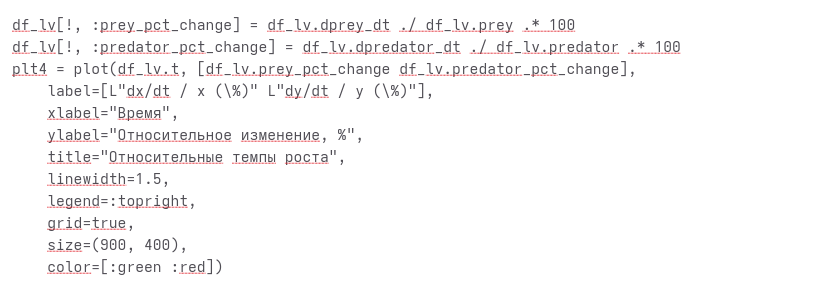 df_lv[!, :prey_pct_change] = df_lv.dprey_dt ./ df_lv.prey .* 100
df_lv[!, :predator_pct_change] = df_lv.dpredator_dt ./ df_lv.predator .* 100
plt4 = plot(df_lv.t, [df_lv.prey_pct_change df_lv.predator_pct_change],
    label=[L"dx/dt / x (\%)" L"dy/dt / y (\%)"],
    xlabel="Время",
    ylabel="Относительное изменение, %",
    title="Относительные темпы роста",
    linewidth=1.5,
    legend=:topright,
    grid=true,
    size=(900, 400),
    color=[:green :red])